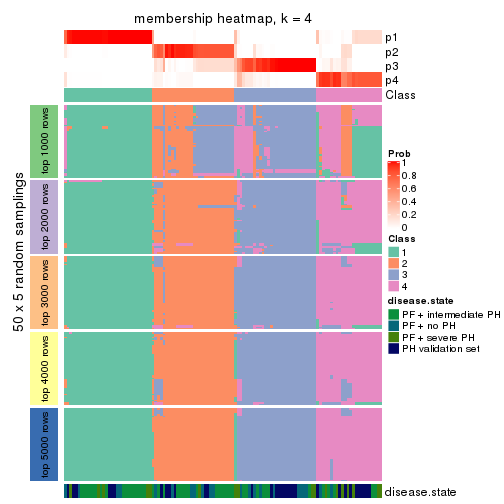 membership heatmap, k = 4
p1
p2
p3
p4
Class
50 x 5 random samplings
top 1000 rows
top 2000 rows
top 3000 rows
top 4000 rows
top 5000 rows
Prob
1
0.8
0.6
0.4
0.2
0
Class
1
2
3
4
disease.state
PF + intermediate PH
PF + no PH
PF + severe PH
PH validation set
disease.state